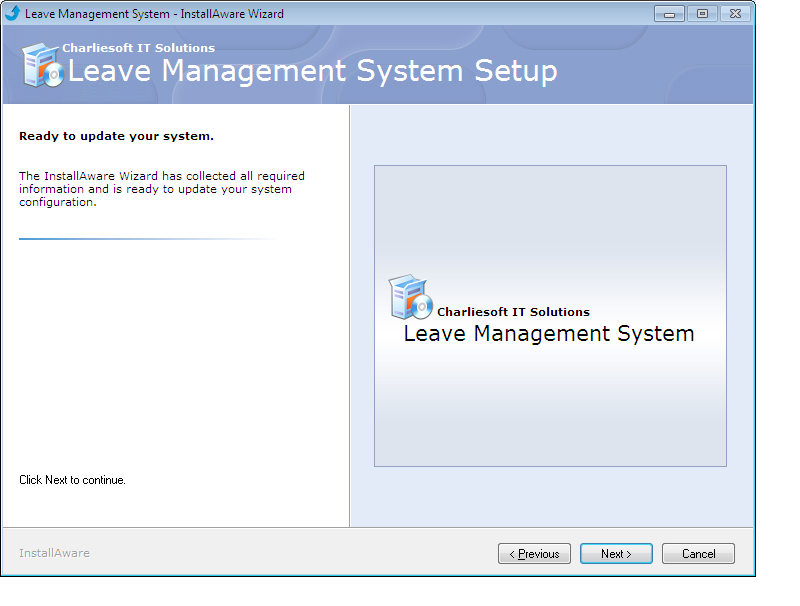 Leave Management System - InstallAware Wizard
Charliesoft IT Solutions
Leave Management System Setup
Ready to update your system.
The InstallAware Wizard has collected all required
information and is ready to update your system
configuration.
Charliesoft IT Solutions
Leave Management System
Click Next to continue.
InstallAware
< Previous
Next >
Cancel